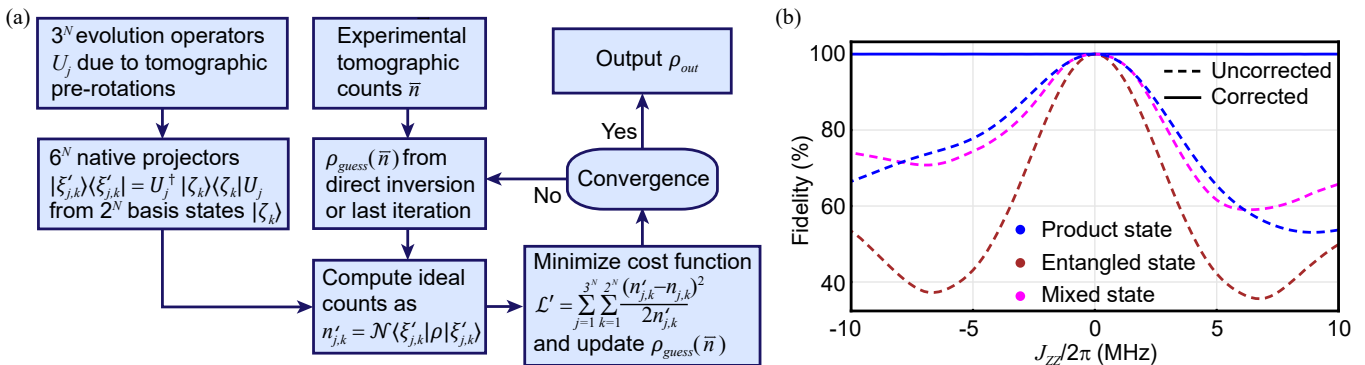 (a)
3^N evolution operators
U_j due to tomographic
pre-rotations
6^N native projectors
|ξ′_{j,k}⟩⟨ξ′_{j,k}| = U_j^† |ζ_k⟩⟨ζ_k|U_j
from 2^N basis states |ζ_k⟩
Experimental
tomographic
counts n̅
ρ_guess(n̅) from
direct inversion
or last iteration
Compute ideal
counts as
n′_{j,k} = 𝒩⟨ξ′_{j,k}|ρ|ξ′_{j,k}⟩
Minimize cost function
ℒ′ = ∑_{j=1}^{3^N} ∑_{k=1}^{2^N} (n′_{j,k}−n_{j,k})^2 / 2n′_{j,k}
and update ρ_guess(n̅)
Convergence
No
Yes
Output ρ_out
(b)
Fidelity (%)
100
80
60
40
Uncorrected
Corrected
Product state
Entangled state
Mixed state
-10
-5
0
5
10
J_ZZ/2π (MHz)